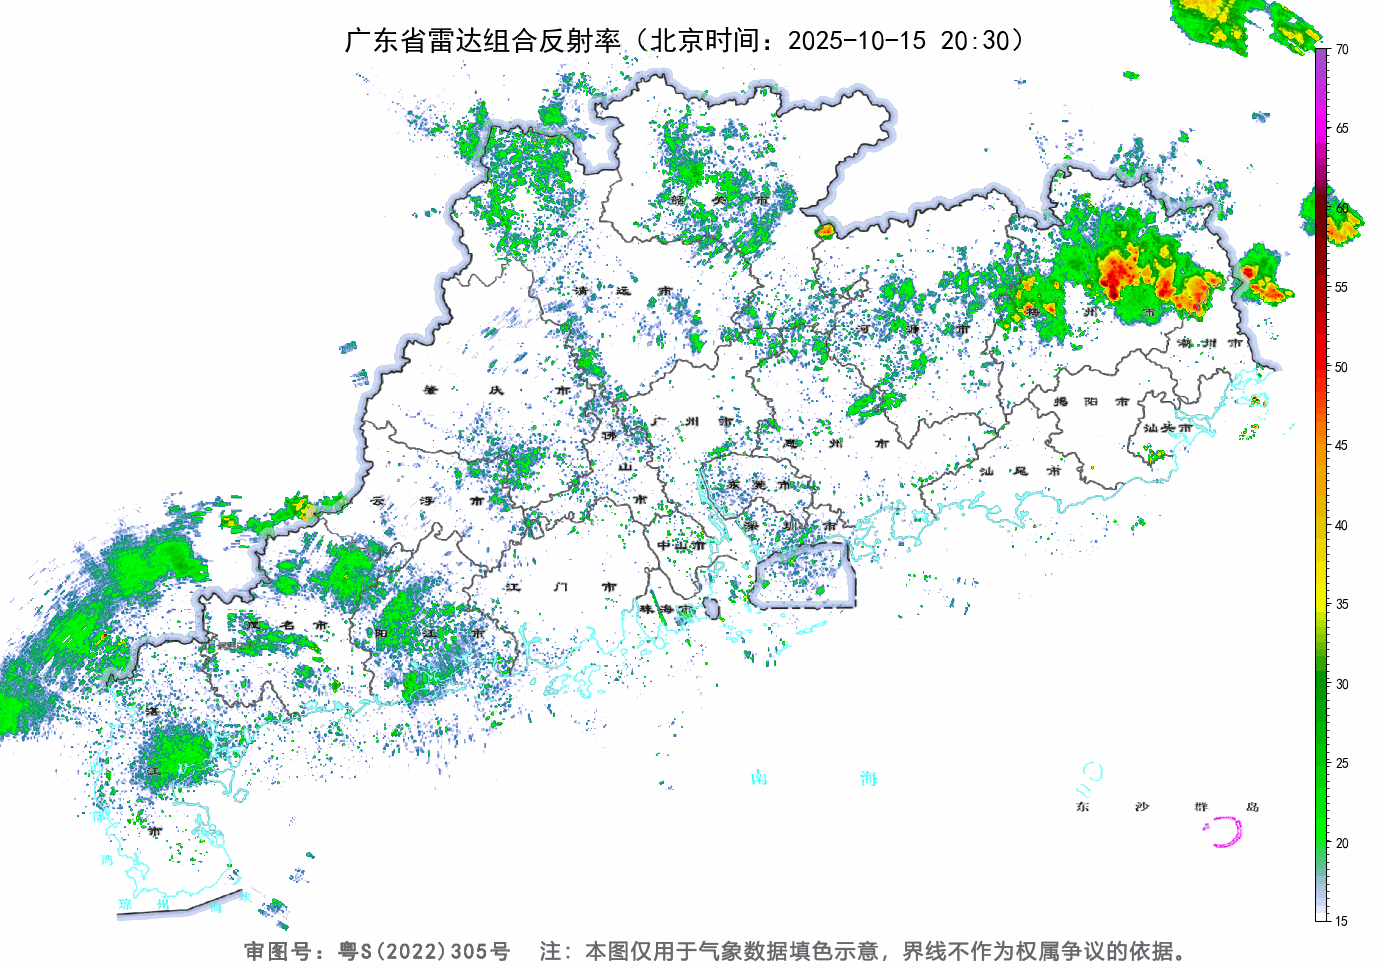 广东省雷达组合反射率（北京时间：2025-10-15 20:30）
70
65
60
55
50
45
40
35
30
25
20
15
韶关市
清远市
河源市
梅州市
潮州市
肇庆市
广州市
佛山市
惠州市
揭阳市
汕头市
汕尾市
云浮市
东莞市
深圳市
中山市
江门市
珠海市
茂名市
阳江市
湛江市
南海
东沙群岛
湾
琼州海峡
审图号：粤S(2022)305号 注：本图仅用于气象数据填色示意，界线不作为权属争议的依据。